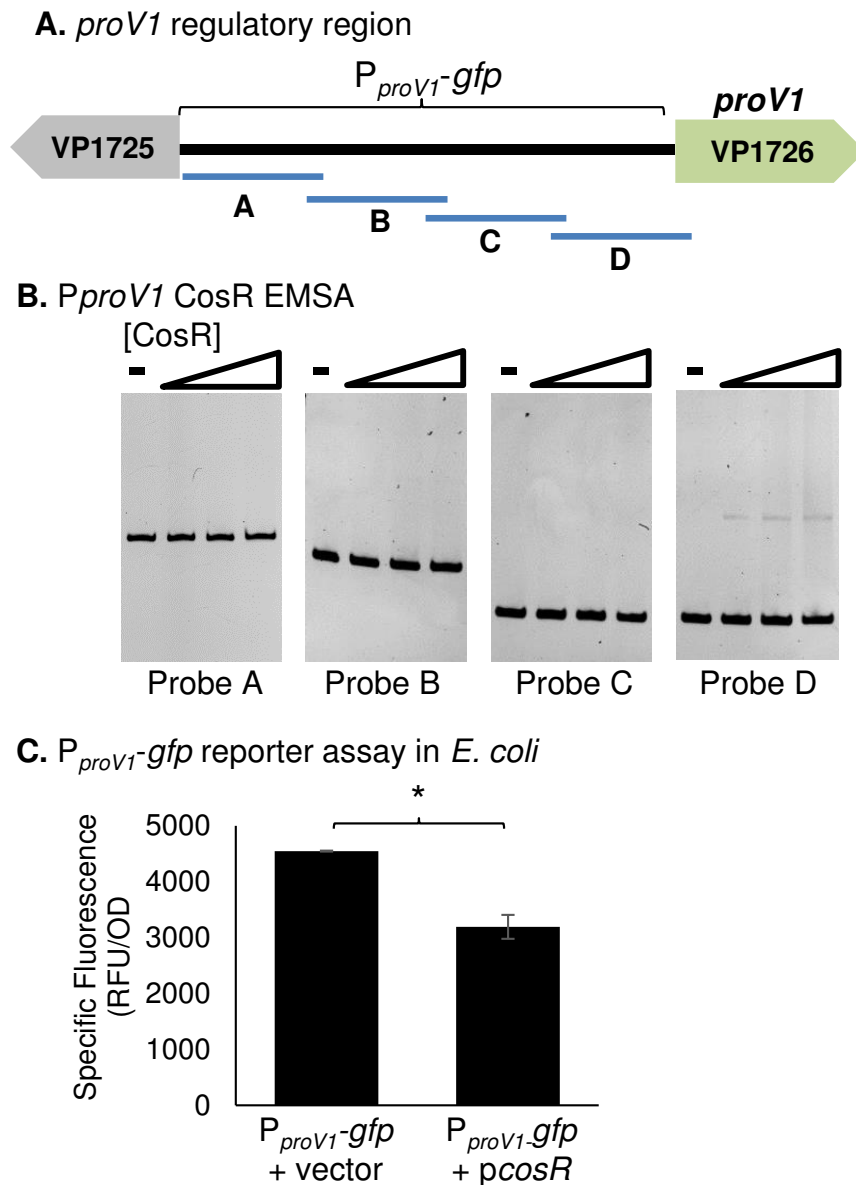 A. proV1 regulatory region
PproV1-gfp
proV1
VP1725
VP1726
A
B
C
D
B. PproV1 CosR EMSA
[CosR]
- - - -
Probe A Probe B Probe C Probe D
C. PproV1-gfp reporter assay in E. coli
*
Specific Fluorescence
(RFU/OD
5000
4000
3000
2000
1000
0
PproV1-gfp
+ vector
PproV1-gfp
+ pcosR